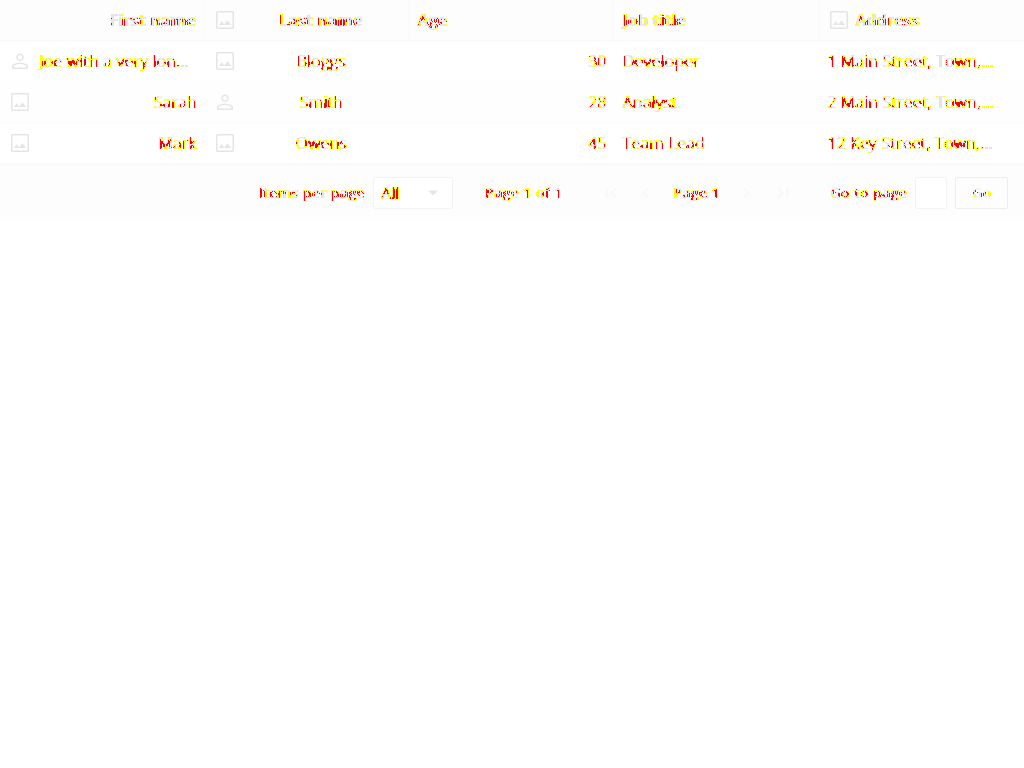 First name Last name Age Job title Address
Joe with a very lon... Bloggs 30 Developer 1 Main Street, Town,...
Sarah Smith 28 Analyst 2 Main Street, Town,...
Mark Owens 45 Team Lead 12 Key Street, Town,...
Items per page All Page 1 of 1 Page 1 Go to page Go